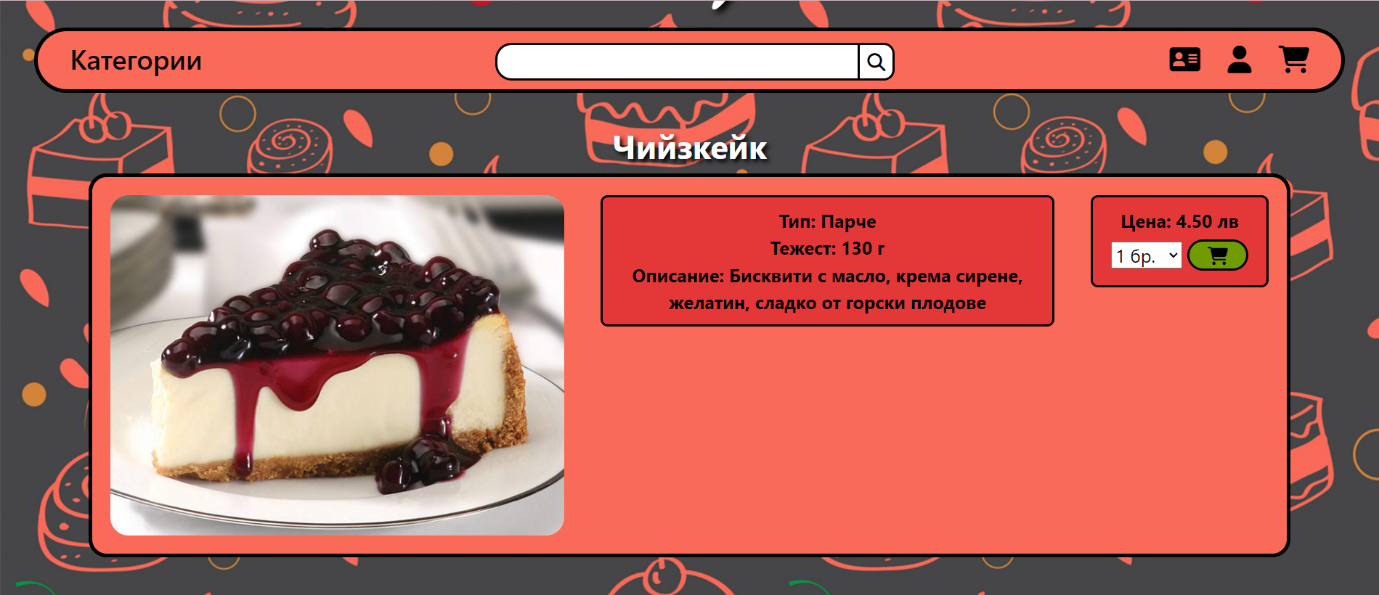 Категории
Чийзкейк
Тип: Парче
Тежест: 130 г
Описание: Бисквити с масло, крема сирене,
желатин, сладко от горски плодове
Цена: 4.50 лв
1 бр.